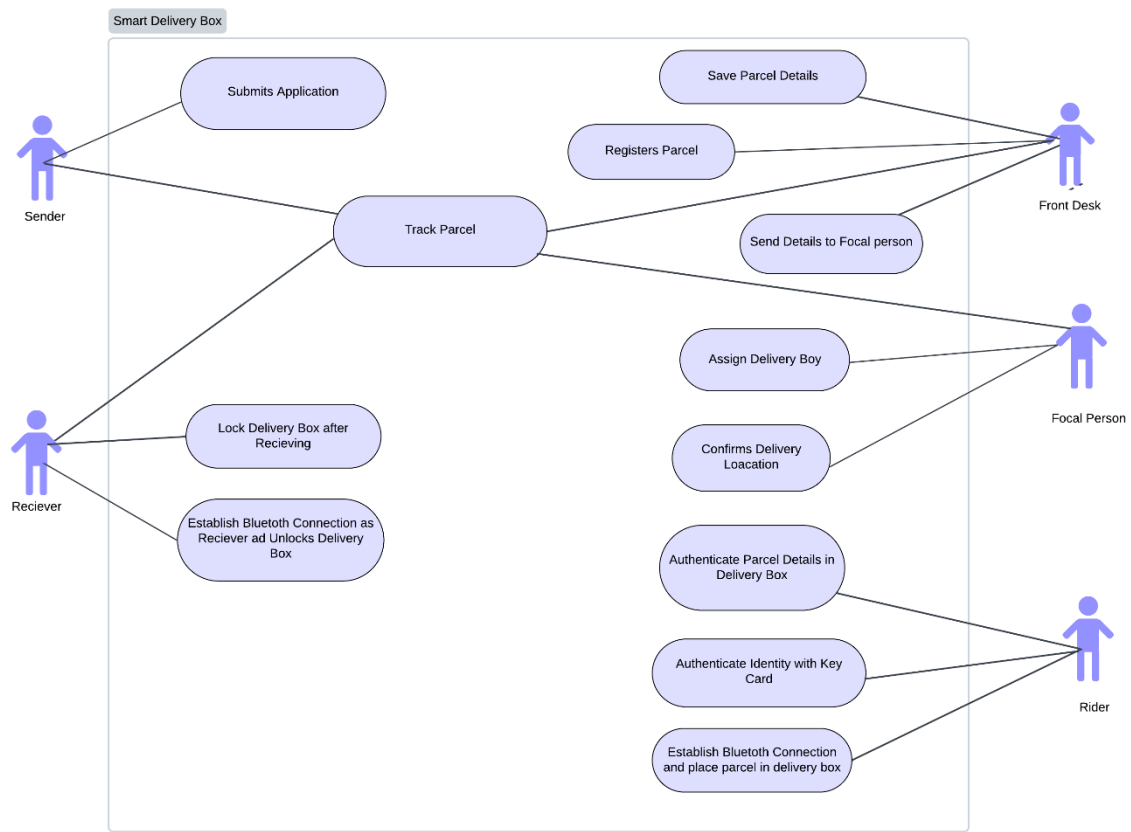 Smart Delivery Box
Submits Application
Save Parcel Details
Registers Parcel
Sender
Front Desk
Track Parcel
Send Details to Focal person
Assign Delivery Boy
Focal Person
Lock Delivery Box after
Recieving
Confirms Delivery
Loacation
Reciever
Establish Bluetoth Connection as
Reciever ad Unlocks Delivery
Box
Authenticate Parcel Details in
Delivery Box
Authenticate Identity with Key
Card
Rider
Establish Bluetoth Connection
and place parcel in delivery box